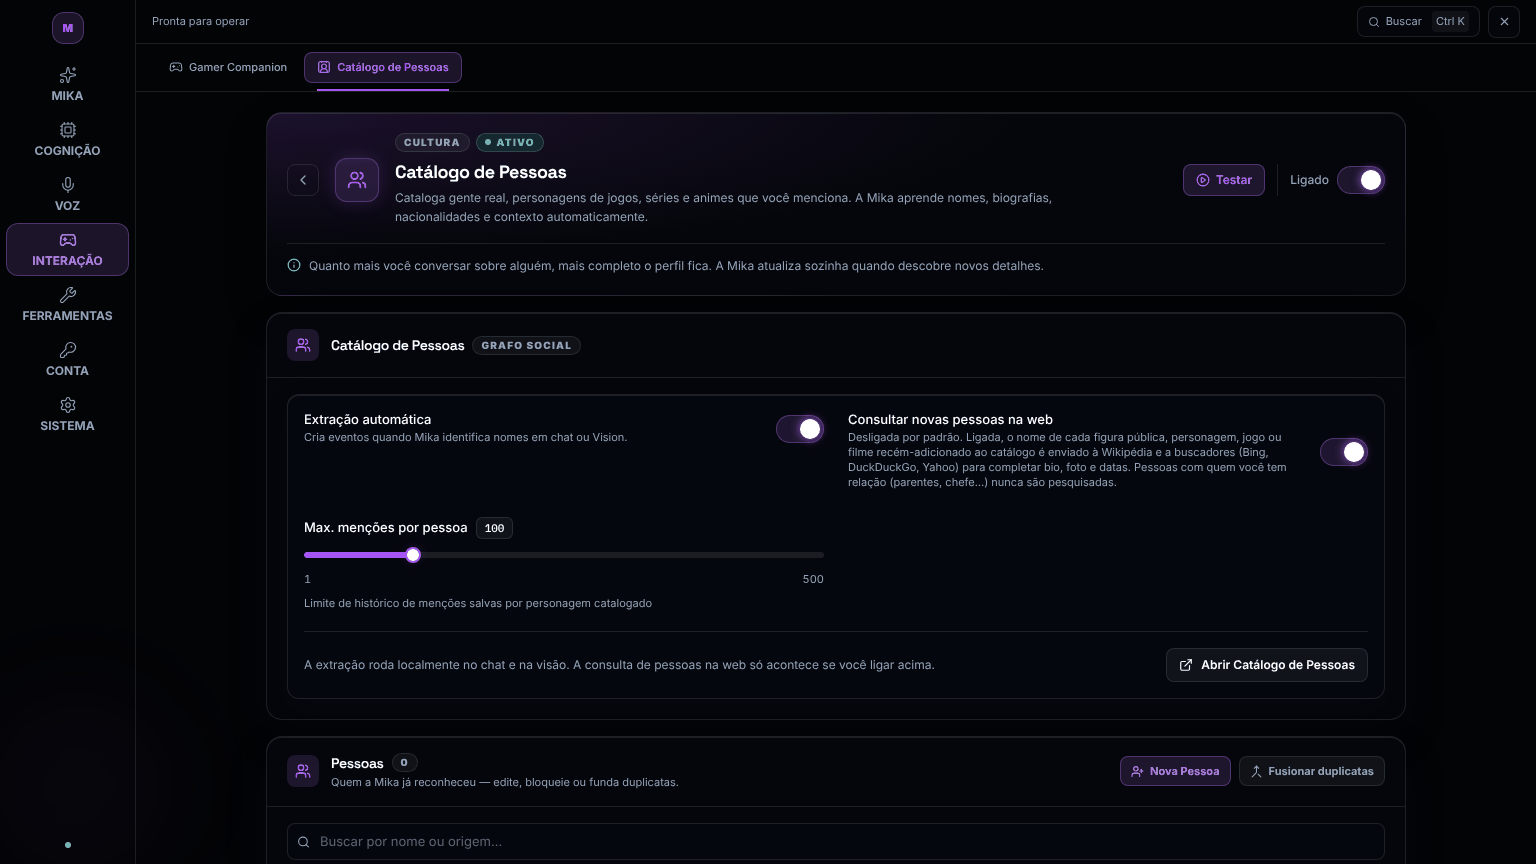 M
Pronta para operar
Buscar
Ctrl K
MIKA
COGNIÇÃO
VOZ
INTERAÇÃO
FERRAMENTAS
CONTA
SISTEMA
Gamer Companion
Catálogo de Pessoas
CULTURA
ATIVO
Catálogo de Pessoas
Cataloga gente real, personagens de jogos, séries e animes que você menciona. A Mika aprende nomes, biografias,
nacionalidades e contexto automaticamente.
Testar
Ligado
Quanto mais você conversar sobre alguém, mais completo o perfil fica. A Mika atualiza sozinha quando descobre novos detalhes.
Catálogo de Pessoas
GRAFO SOCIAL
Extração automática
Cria eventos quando Mika identifica nomes em chat ou Vision.
Consultar novas pessoas na web
Desligada por padrão. Ligada, o nome de cada figura pública, personagem, jogo ou
filme recém-adicionado ao catálogo é enviado à Wikipédia e a buscadores (Bing,
DuckDuckGo, Yahoo) para completar bio, foto e datas. Pessoas com quem você tem
relação (parentes, chefe...) nunca são pesquisadas.
Max. menções por pessoa
100
1
500
Limite de histórico de menções salvas por personagem catalogado
A extração roda localmente no chat e na visão. A consulta de pessoas na web só acontece se você ligar acima.
Abrir Catálogo de Pessoas
Pessoas
0
Quem a Mika já reconheceu — edite, bloqueie ou funda duplicatas.
Nova Pessoa
Fusionar duplicatas
Buscar por nome ou origem...